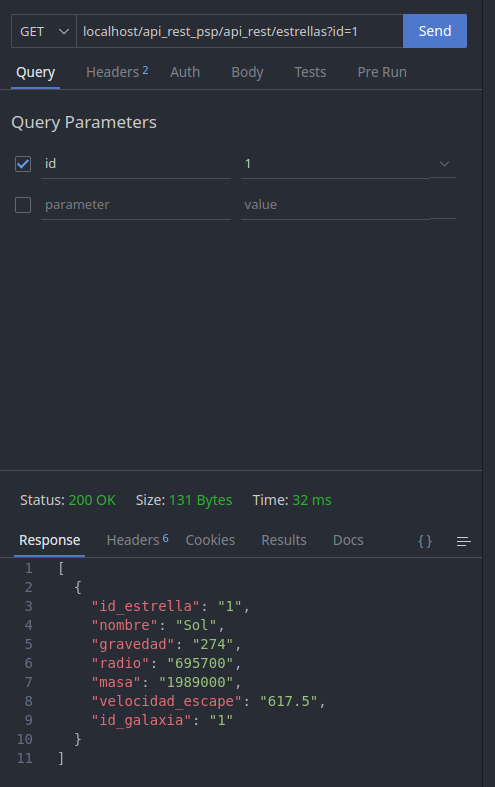 GET localhost/api_rest_psp/api_rest/estrellas?id=1 Send
Query Headers 2 Auth Body Tests Pre Run
Query Parameters
id 1
parameter value
Status: 200 OK Size: 131 Bytes Time: 32 ms
Response Headers 6 Cookies Results Docs { }
1 [
2 {
3 "id_estrella": "1",
4 "nombre": "Sol",
5 "gravedad": "274",
6 "radio": "695700",
7 "masa": "1989000",
8 "velocidad_escape": "617.5",
9 "id_galaxia": "1"
10 }
11 ]